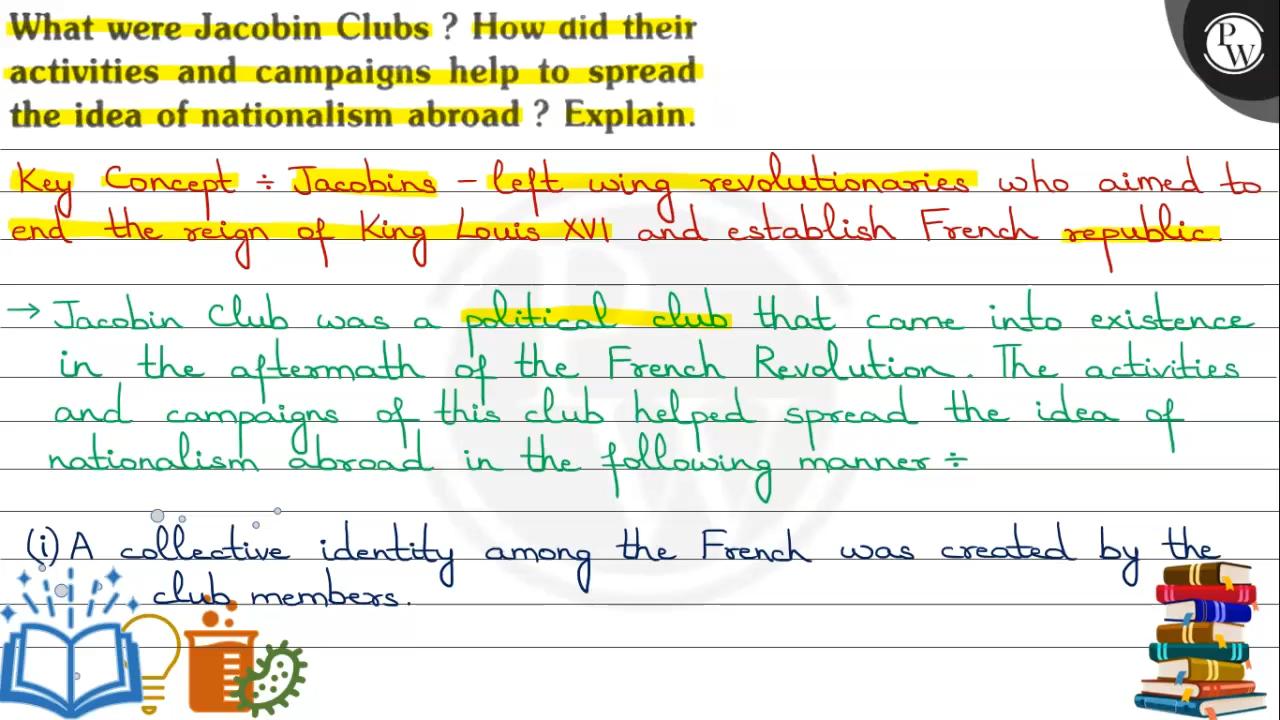 What were Jacobin Clubs ? How did their
activities and campaigns help to spread
the idea of nationalism abroad ? Explain.
PW
Key Concept ÷ Jacobins - left wing revolutionaries who aimed to
end the reign of King Louis XVI and establish French republic.
→ Jacobin Club was a political club that came into existence
in the aftermath of the French Revolution. The activities
and campaigns of this club helped spread the idea of
nationalism abroad in the following manner ÷
(i) A collective identity among the French was created by the
club members.